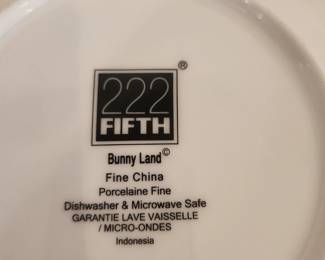 222
FIFTH®
Bunny Land©
Fine China
Porcelaine Fine
Dishwasher & Microwave Safe
GARANTIE LAVE VAISSELLE
/ MICRO-ONDES
Indonesia